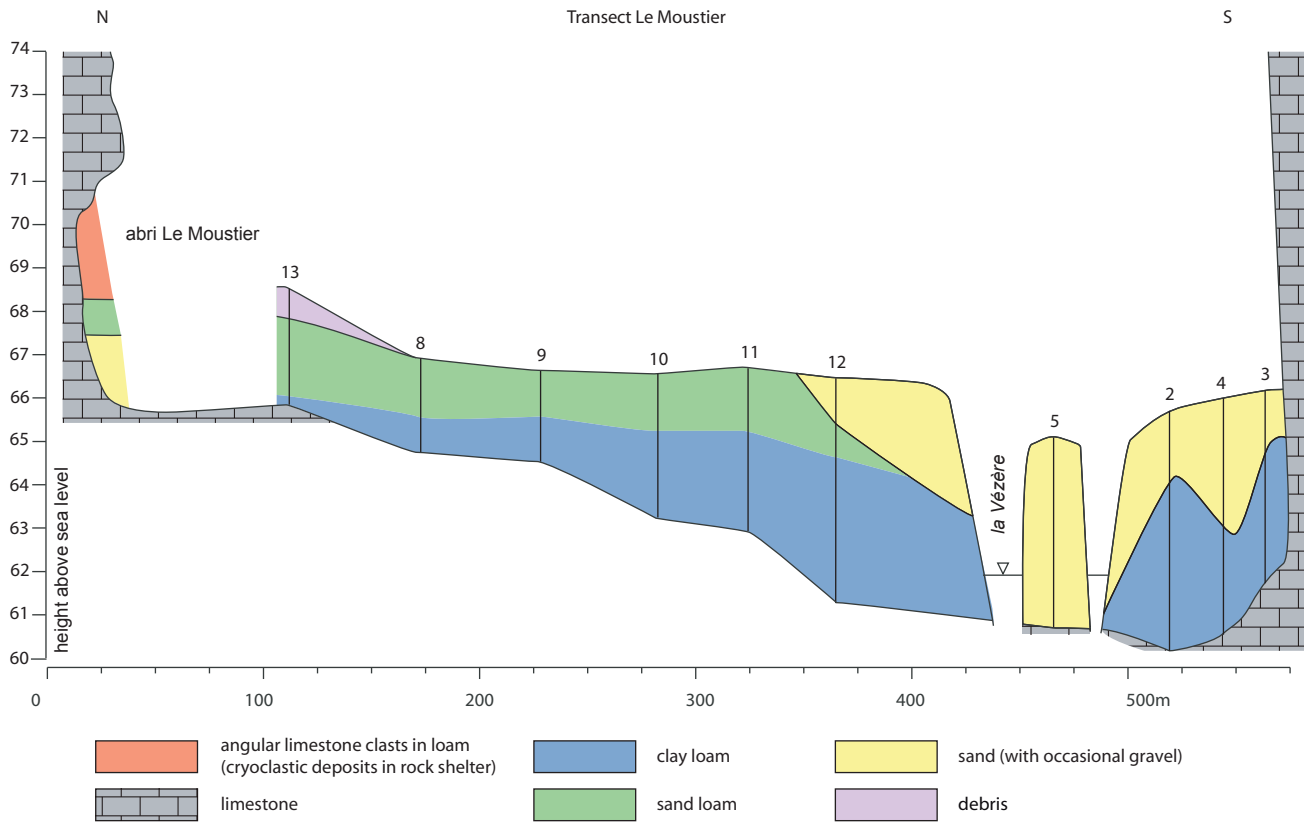 N
Transect Le Moustier
S
74
73
72
71
70
69
68
67
66
65
64
63
62
61
60
height above sea level
abri Le Moustier
13
8
9
10
11
12
la Vézère
5
2
4
3
0
100
200
300
400
500m
angular limestone clasts in loam
(cryoclastic deposits in rock shelter)
limestone
clay loam
sand loam
sand (with occasional gravel)
debris